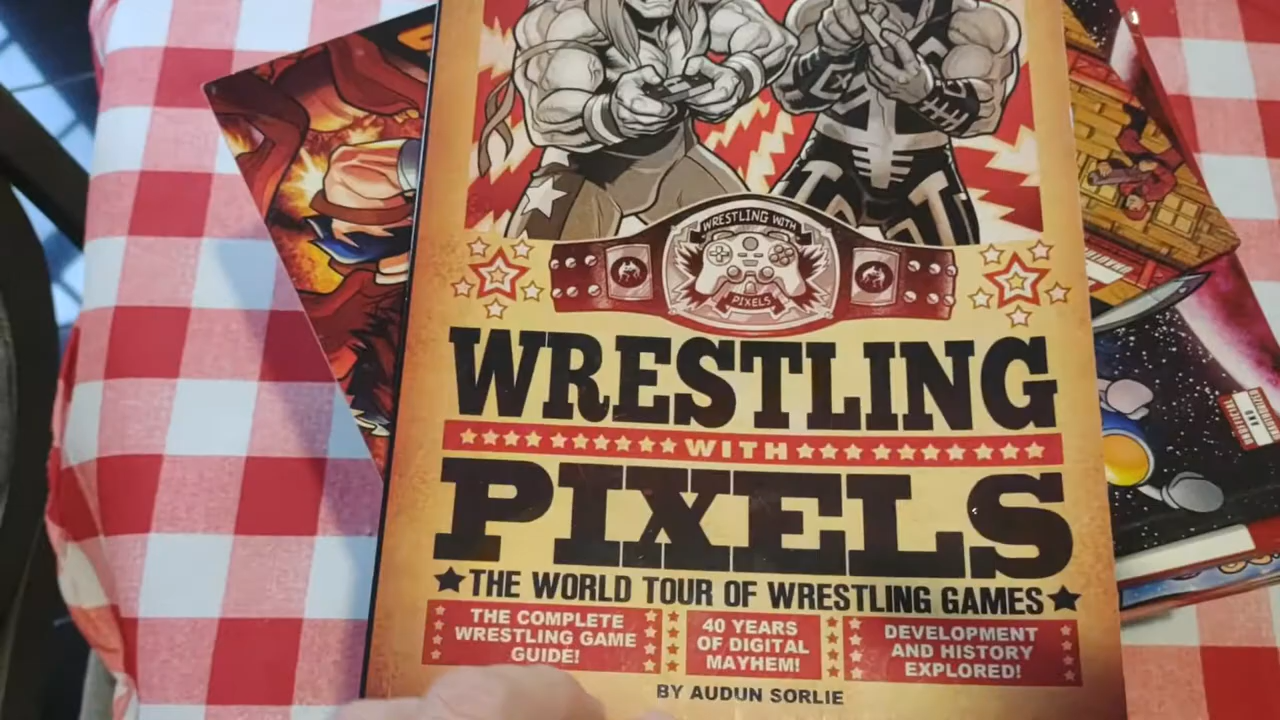 WRESTLING WITH
PIXELS
WRESTLING
WITH
PIXELS
THE WORLD TOUR OF WRESTLING GAMES
THE COMPLETE
WRESTLING GAME
GUIDE!
40 YEARS
OF DIGITAL
MAYHEM!
DEVELOPMENT
AND HISTORY
EXPLORED!
BY AUDUN SORLIE